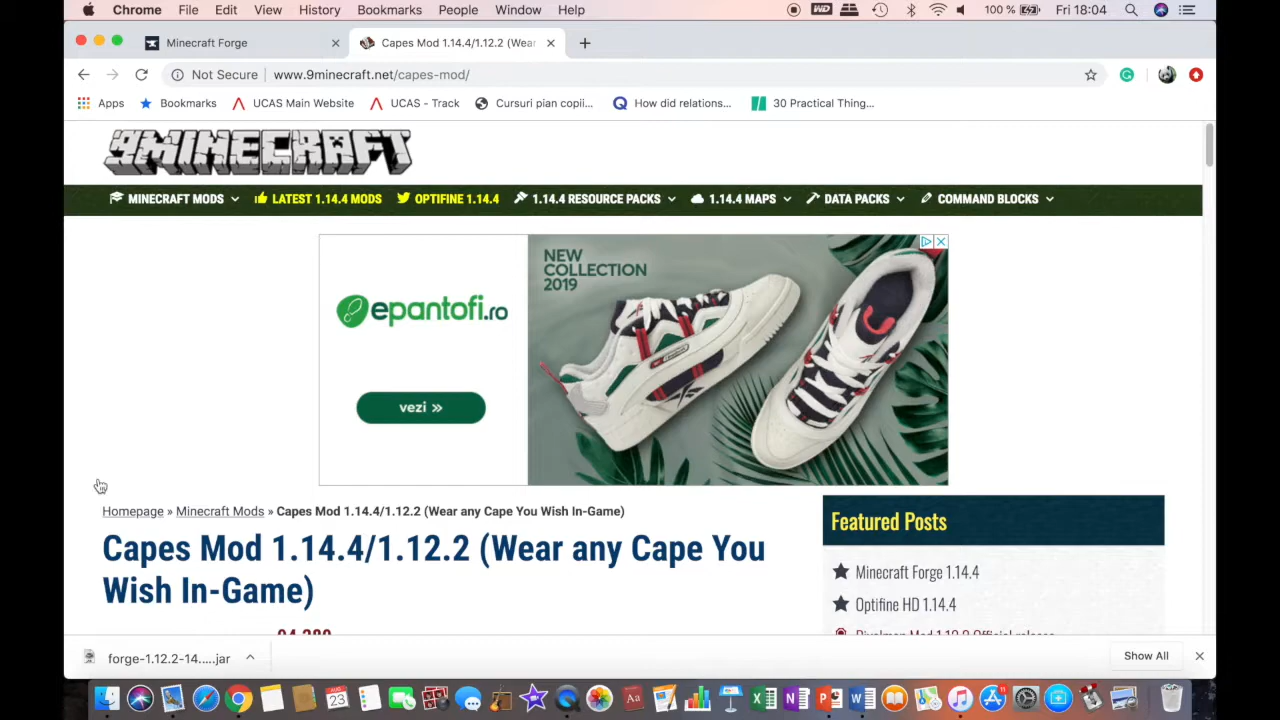 Chrome File Edit View History Bookmarks People Window Help WD 100 % Fri 18:04
Minecraft Forge Capes Mod 1.14.4/1.12.2 (Wear
Not Secure www.9minecraft.net/capes-mod/
Apps Bookmarks UCAS Main Website UCAS - Track Cursuri pian copii... How did relations... 30 Practical Thing...
9MINECRAFT
MINECRAFT MODS LATEST 1.14.4 MODS OPTIFINE 1.14.4 1.14.4 RESOURCE PACKS 1.14.4 MAPS DATA PACKS COMMAND BLOCKS
NEW
COLLECTION
2019
epantofi.ro
vezi »
Homepage » Minecraft Mods » Capes Mod 1.14.4/1.12.2 (Wear any Cape You Wish In-Game)
Capes Mod 1.14.4/1.12.2 (Wear any Cape You
Wish In-Game)
Featured Posts
Minecraft Forge 1.14.4
Optifine HD 1.14.4
forge-1.12.2-14.....jar
Show All